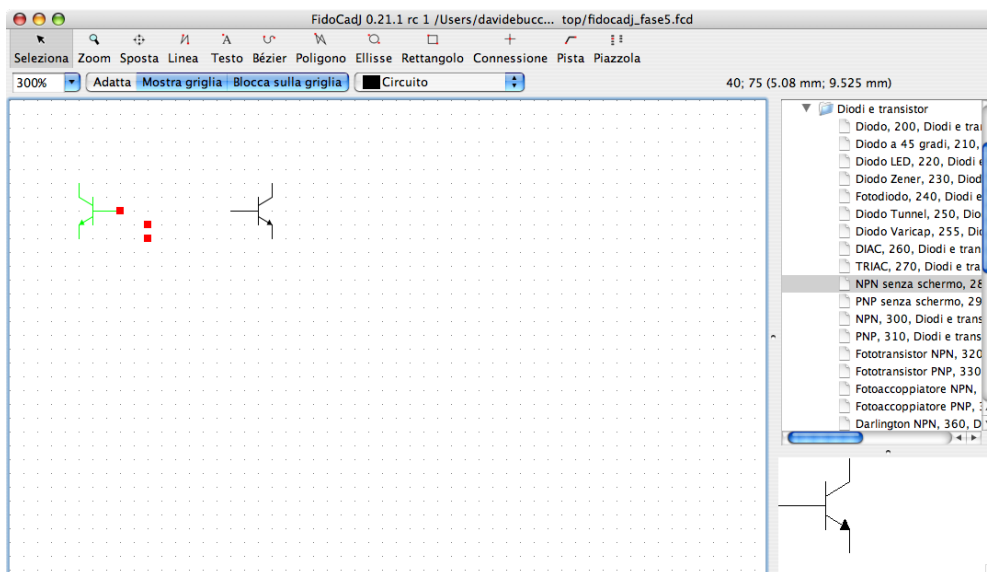 FidoCadJ 0.21.1 rc 1 /Users/davidebucc... top/fidocadj_fase5.fcd
Seleziona Zoom Sposta Linea Testo Bézier Poligono Ellisse Rettangolo Connessione Pista Piazzola
300% Adatta Mostra griglia Blocca sulla griglia Circuito 40; 75 (5.08 mm; 9.525 mm)
Diodi e transistor
Diodo, 200, Diodi e tra
Diodo a 45 gradi, 210,
Diodo LED, 220, Diodi e
Diodo Zener, 230, Diod
Fotodiodo, 240, Diodi e
Diodo Tunnel, 250, Dio
Diodo Varicap, 255, Dio
DIAC, 260, Diodi e tran
TRIAC, 270, Diodi e tra
NPN senza schermo, 28
PNP senza schermo, 29
NPN, 300, Diodi e trans
PNP, 310, Diodi e trans
Fototransistor NPN, 320
Fototransistor PNP, 330
Fotoaccoppiatore NPN,
Fotoaccoppiatore PNP,
Darlington NPN, 360, D